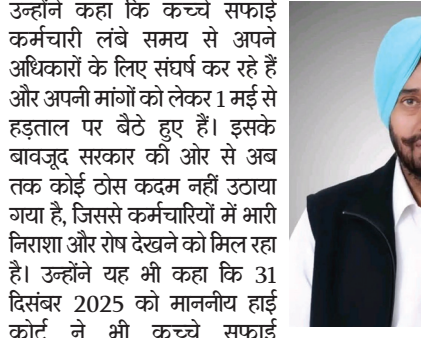 उन्होंने कहा कि कच्चे सफाई
कर्मचारी लंबे समय से अपने
अधिकारों के लिए संघर्ष कर रहे हैं
और अपनी मांगों को लेकर 1 मई से
हड़ताल पर बैठे हुए हैं। इसके
बावजूद सरकार की ओर से अब
तक कोई ठोस कदम नहीं उठाया
गया है, जिससे कर्मचारियों में भारी
निराशा और रोष देखने को मिल रहा
है। उन्होंने यह भी कहा कि 31
दिसंबर 2025 को माननीय हाई
कोर्ट ने भी कच्चे सफाई